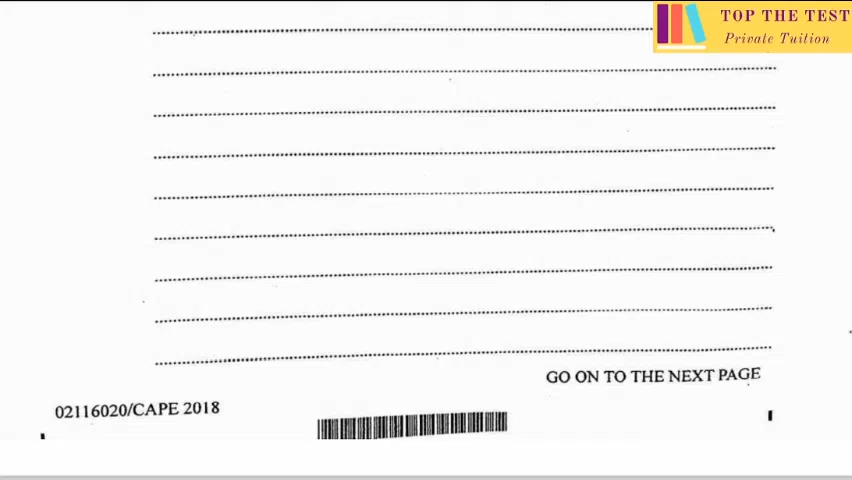 TOP THE TEST
Private Tuition
GO ON TO THE NEXT PAGE
02116020/CAPE 2018